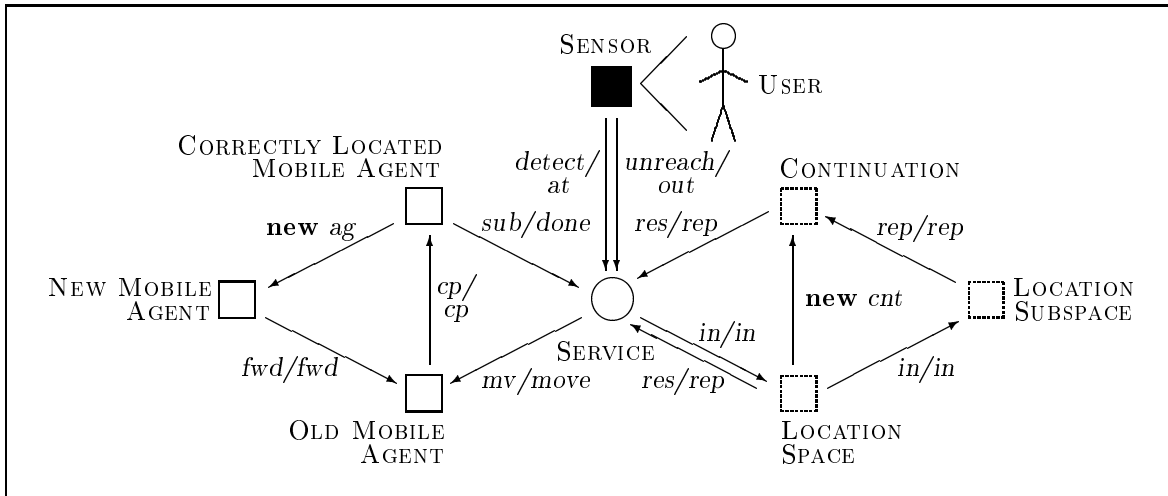 SENSOR
USER
CORRECTLY LOCATED
MOBILE AGENT
detect/
at
unreach/
out
CONTINUATION
new ag
sub/done
res/rep
rep/rep
NEW MOBILE
AGENT
cp/
cp
new cnt
LOCATION
SUBSPACE
SERVICE
in/in
fwd/fwd
mv/move
res/rep
in/in
OLD MOBILE
AGENT
LOCATION
SPACE